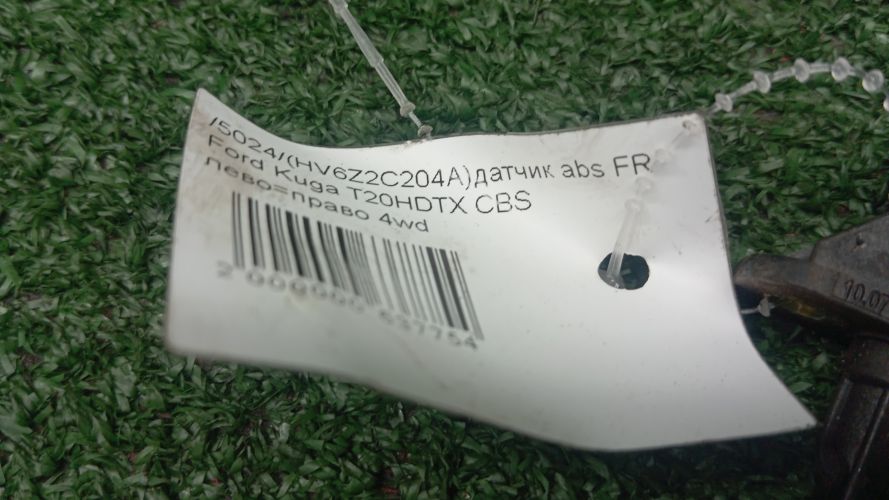 /5024/(HV6Z2C204A)датчик abs FR
Ford Kuga T20HDTX CBS
лево=право 4wd
2 000000 637754
10.07